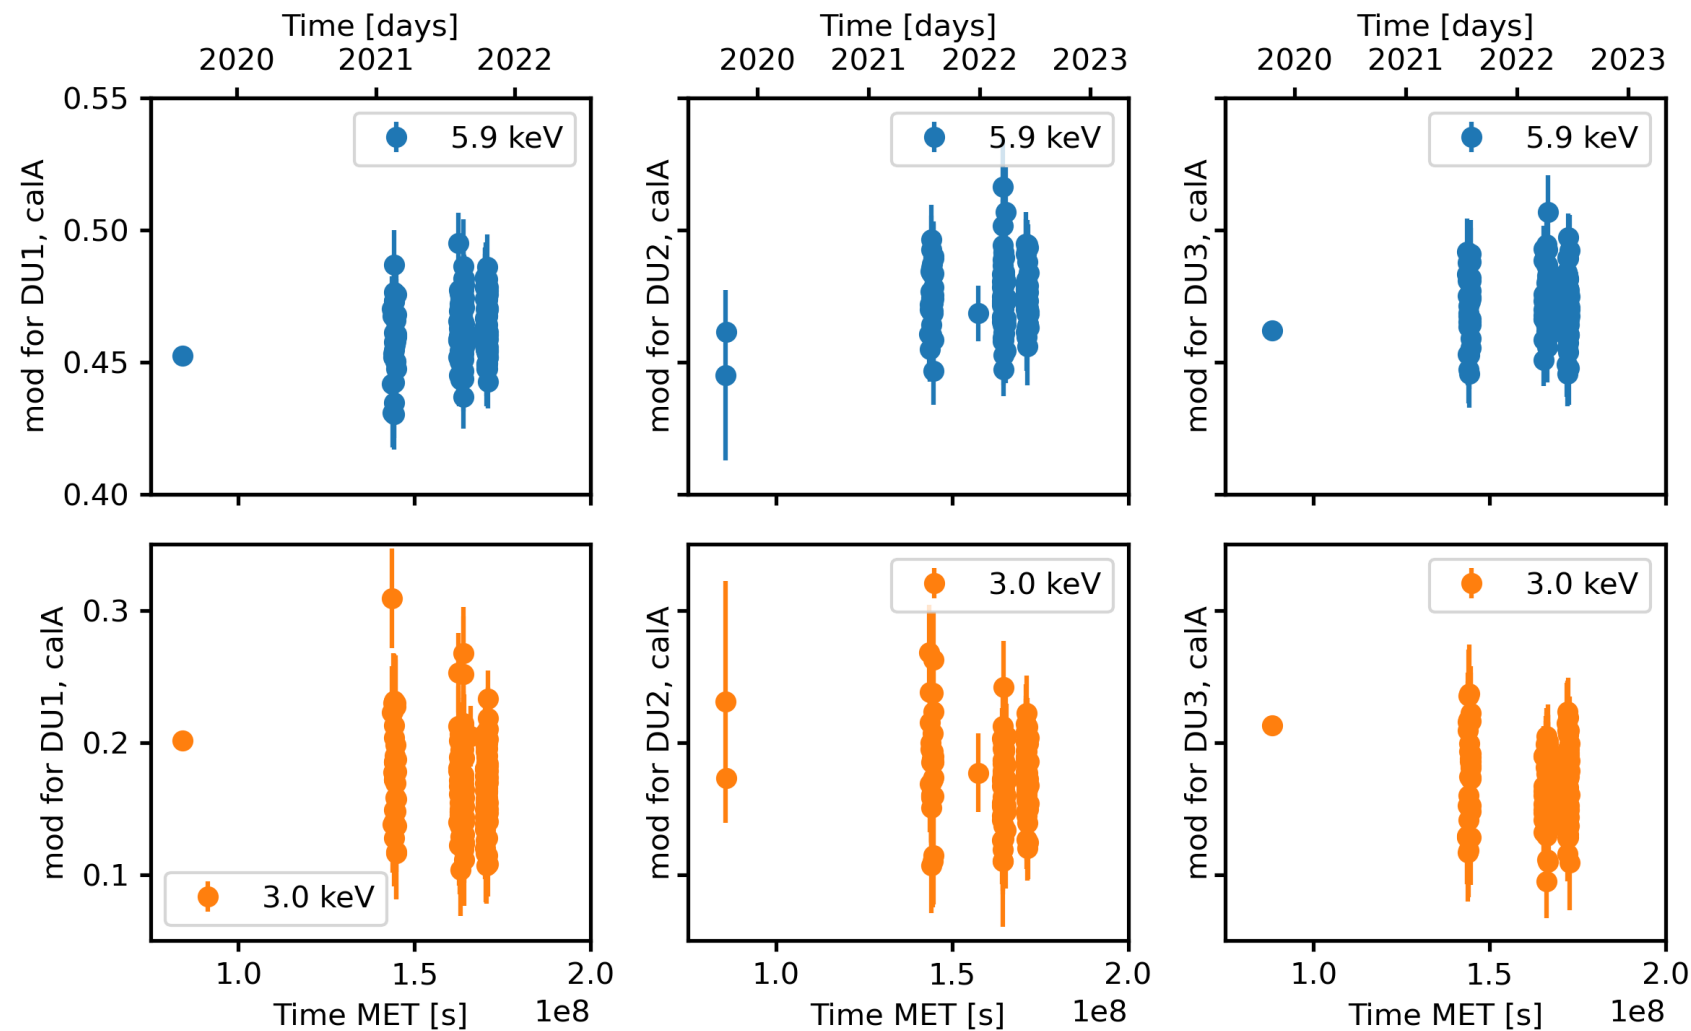 Time [days] Time [days] Time [days]
2020 2021 2022 2020 2021 2022 2023 2020 2021 2022 2023
0.55
5.9 keV 5.9 keV 5.9 keV
0.50
0.45
0.40
mod for DU1, calA
mod for DU2, calA
mod for DU3, calA
3.0 keV 3.0 keV
0.3
0.2
0.1
3.0 keV
mod for DU1, calA
mod for DU2, calA
mod for DU3, calA
1.0 1.5 2.0 1.0 1.5 2.0 1.0 1.5 2.0
Time MET [s] 1e8 Time MET [s] 1e8 Time MET [s] 1e8